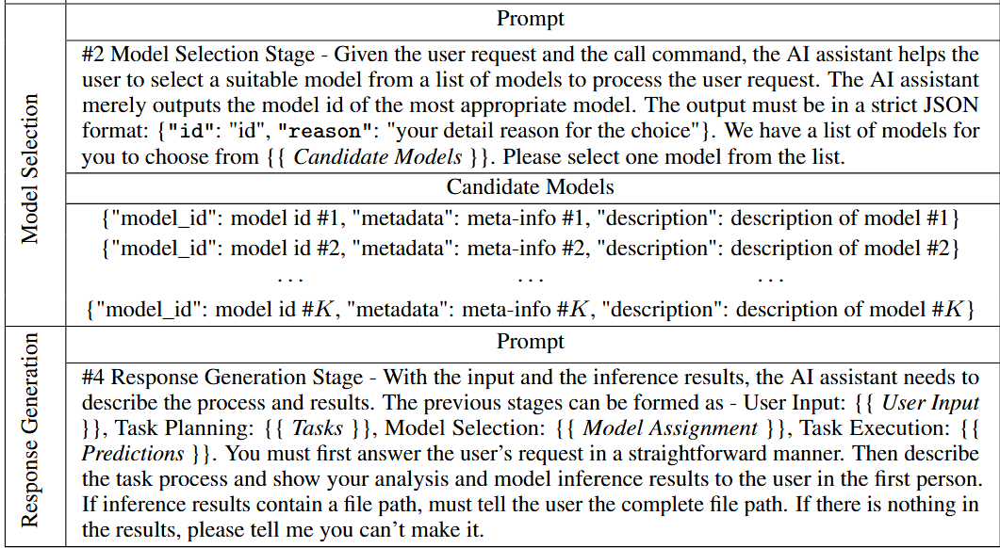 Model Selection
Prompt
#2 Model Selection Stage - Given the user request and the call command, the AI assistant helps the
user to select a suitable model from a list of models to process the user request. The AI assistant
merely outputs the model id of the most appropriate model. The output must be in a strict JSON
format: {"id": "id", "reason": "your detail reason for the choice"}. We have a list of models for
you to choose from {{ Candidate Models }}. Please select one model from the list.
Candidate Models
{"model_id": model id #1, "metadata": meta-info #1, "description": description of model #1}
{"model_id": model id #2, "metadata": meta-info #2, "description": description of model #2}
... ... ...
{"model_id": model id #K, "metadata": meta-info #K, "description": description of model #K}
Response Generation
Prompt
#4 Response Generation Stage - With the input and the inference results, the AI assistant needs to
describe the process and results. The previous stages can be formed as - User Input: {{ User Input
}}, Task Planning: {{ Tasks }}, Model Selection: {{ Model Assignment }}, Task Execution: {{
Predictions }}. You must first answer the user's request in a straightforward manner. Then describe
the task process and show your analysis and model inference results to the user in the first person.
If inference results contain a file path, must tell the user the complete file path. If there is nothing in
the results, please tell me you can't make it.